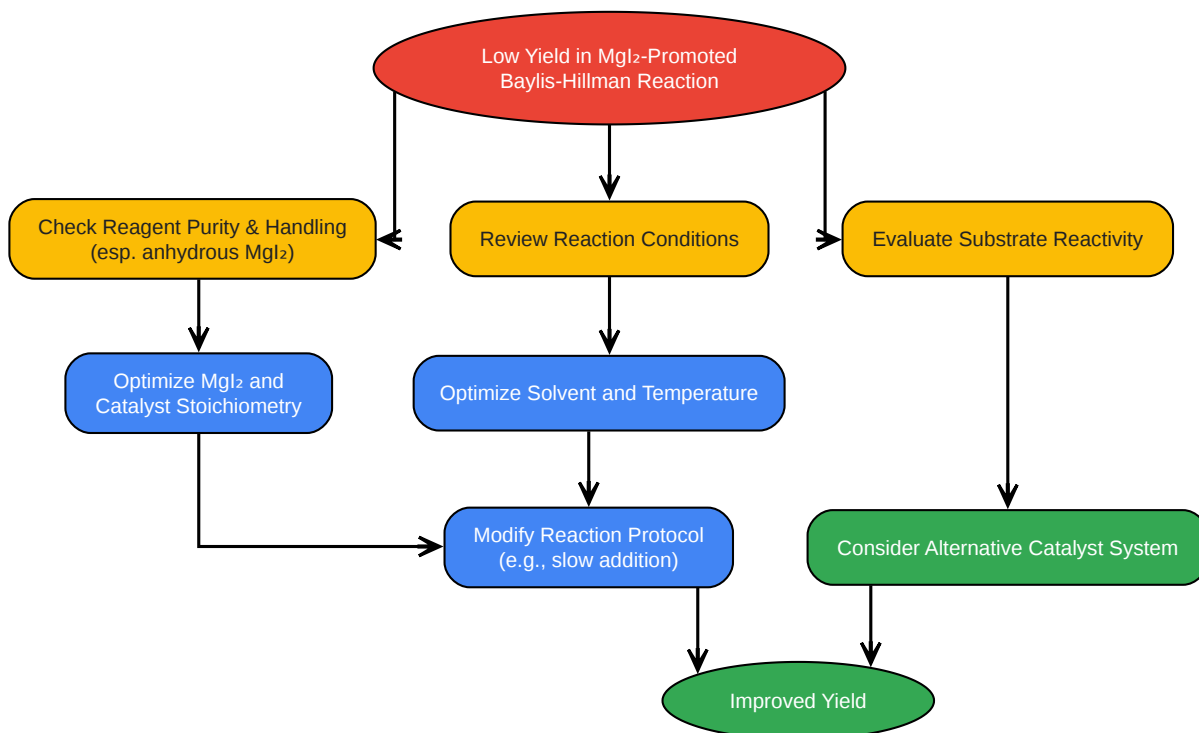 Low Yield in MgI₂-Promoted
Baylis-Hillman Reaction
Check Reagent Purity & Handling
(esp. anhydrous MgI₂)
Review Reaction Conditions
Evaluate Substrate Reactivity
Optimize MgI₂ and
Catalyst Stoichiometry
Optimize Solvent and Temperature
Modify Reaction Protocol
(e.g., slow addition)
Consider Alternative Catalyst System
Improved Yield